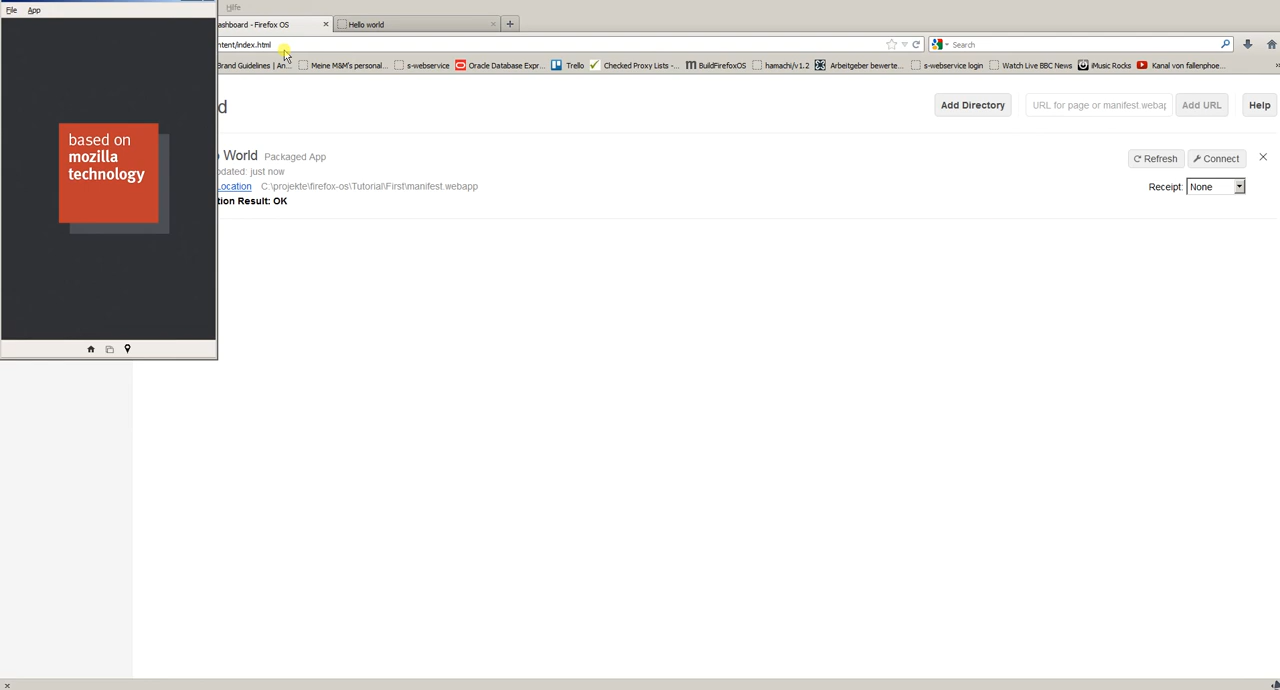 File App
Hilfe
ashboard - Firefox OS
Hello world
ntent/index.html
Search
Brand Guidelines | An...
Meine M&M's personal...
s-webservice
Oracle Database Expr...
Trello
Checked Proxy Lists -...
BuildFirefoxOS
hamachi/v1.2
Arbeitgeber bewerte...
s-webservice login
Watch Live BBC News
iMusic Rocks
Kanal von fallenphoe...
d
Add Directory
URL for page or manifest.webapp
Add URL
Help
o World Packaged App
pdated: just now
Location C:\projekte\firefox-os\Tutorial\First\manifest.webapp
tion Result: OK
Refresh
Connect
Receipt: None
based on
mozilla
technology